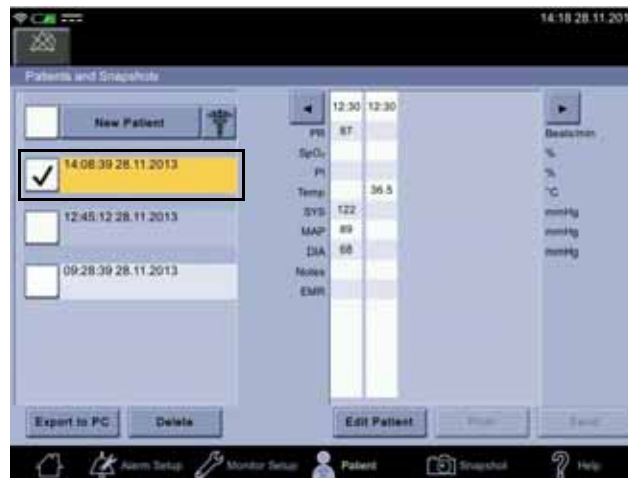 14:18 28.11.201
Patients and Snapshots
New Patient
14:08:39 28.11.2013
12:45:12 28.11.2013
09:28:39 28.11.2013
12:30 12:30
PR 87 Beats/min
SpO₂ %
PI %
Temp 36.5 °C
SYS 122 mmHg
MAP 89 mmHg
DIA 68 mmHg
Notes
EMR
Export to PC Delete Edit Patient Print Send
Alarm Setup Monitor Setup Patient Snapshot Help